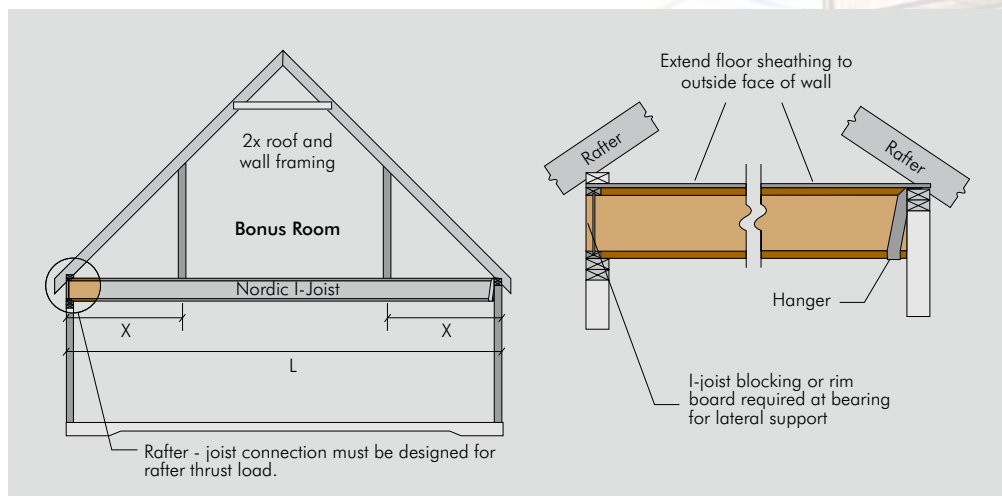 2x roof and
wall framing
Bonus Room
Nordic I-Joist
X
X
L
Rafter - joist connection must be designed for
rafter thrust load.
Extend floor sheathing to
outside face of wall
Rafter
Rafter
Hanger
I-joist blocking or rim
board required at bearing
for lateral support